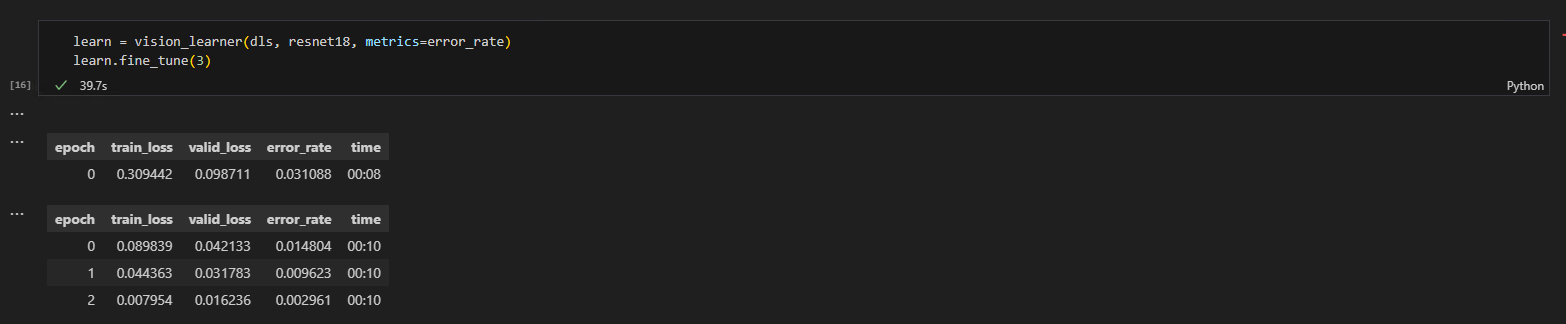 learn = vision_learner(dls, resnet18, metrics=error_rate)
learn.fine_tune(3)
[16] ✓ 39.7s Python
...
...
epoch train_loss valid_loss error_rate time
0 0.309442 0.098711 0.031088 00:08
...
epoch train_loss valid_loss error_rate time
0 0.089839 0.042133 0.014804 00:10
1 0.044363 0.031783 0.009623 00:10
2 0.007954 0.016236 0.002961 00:10